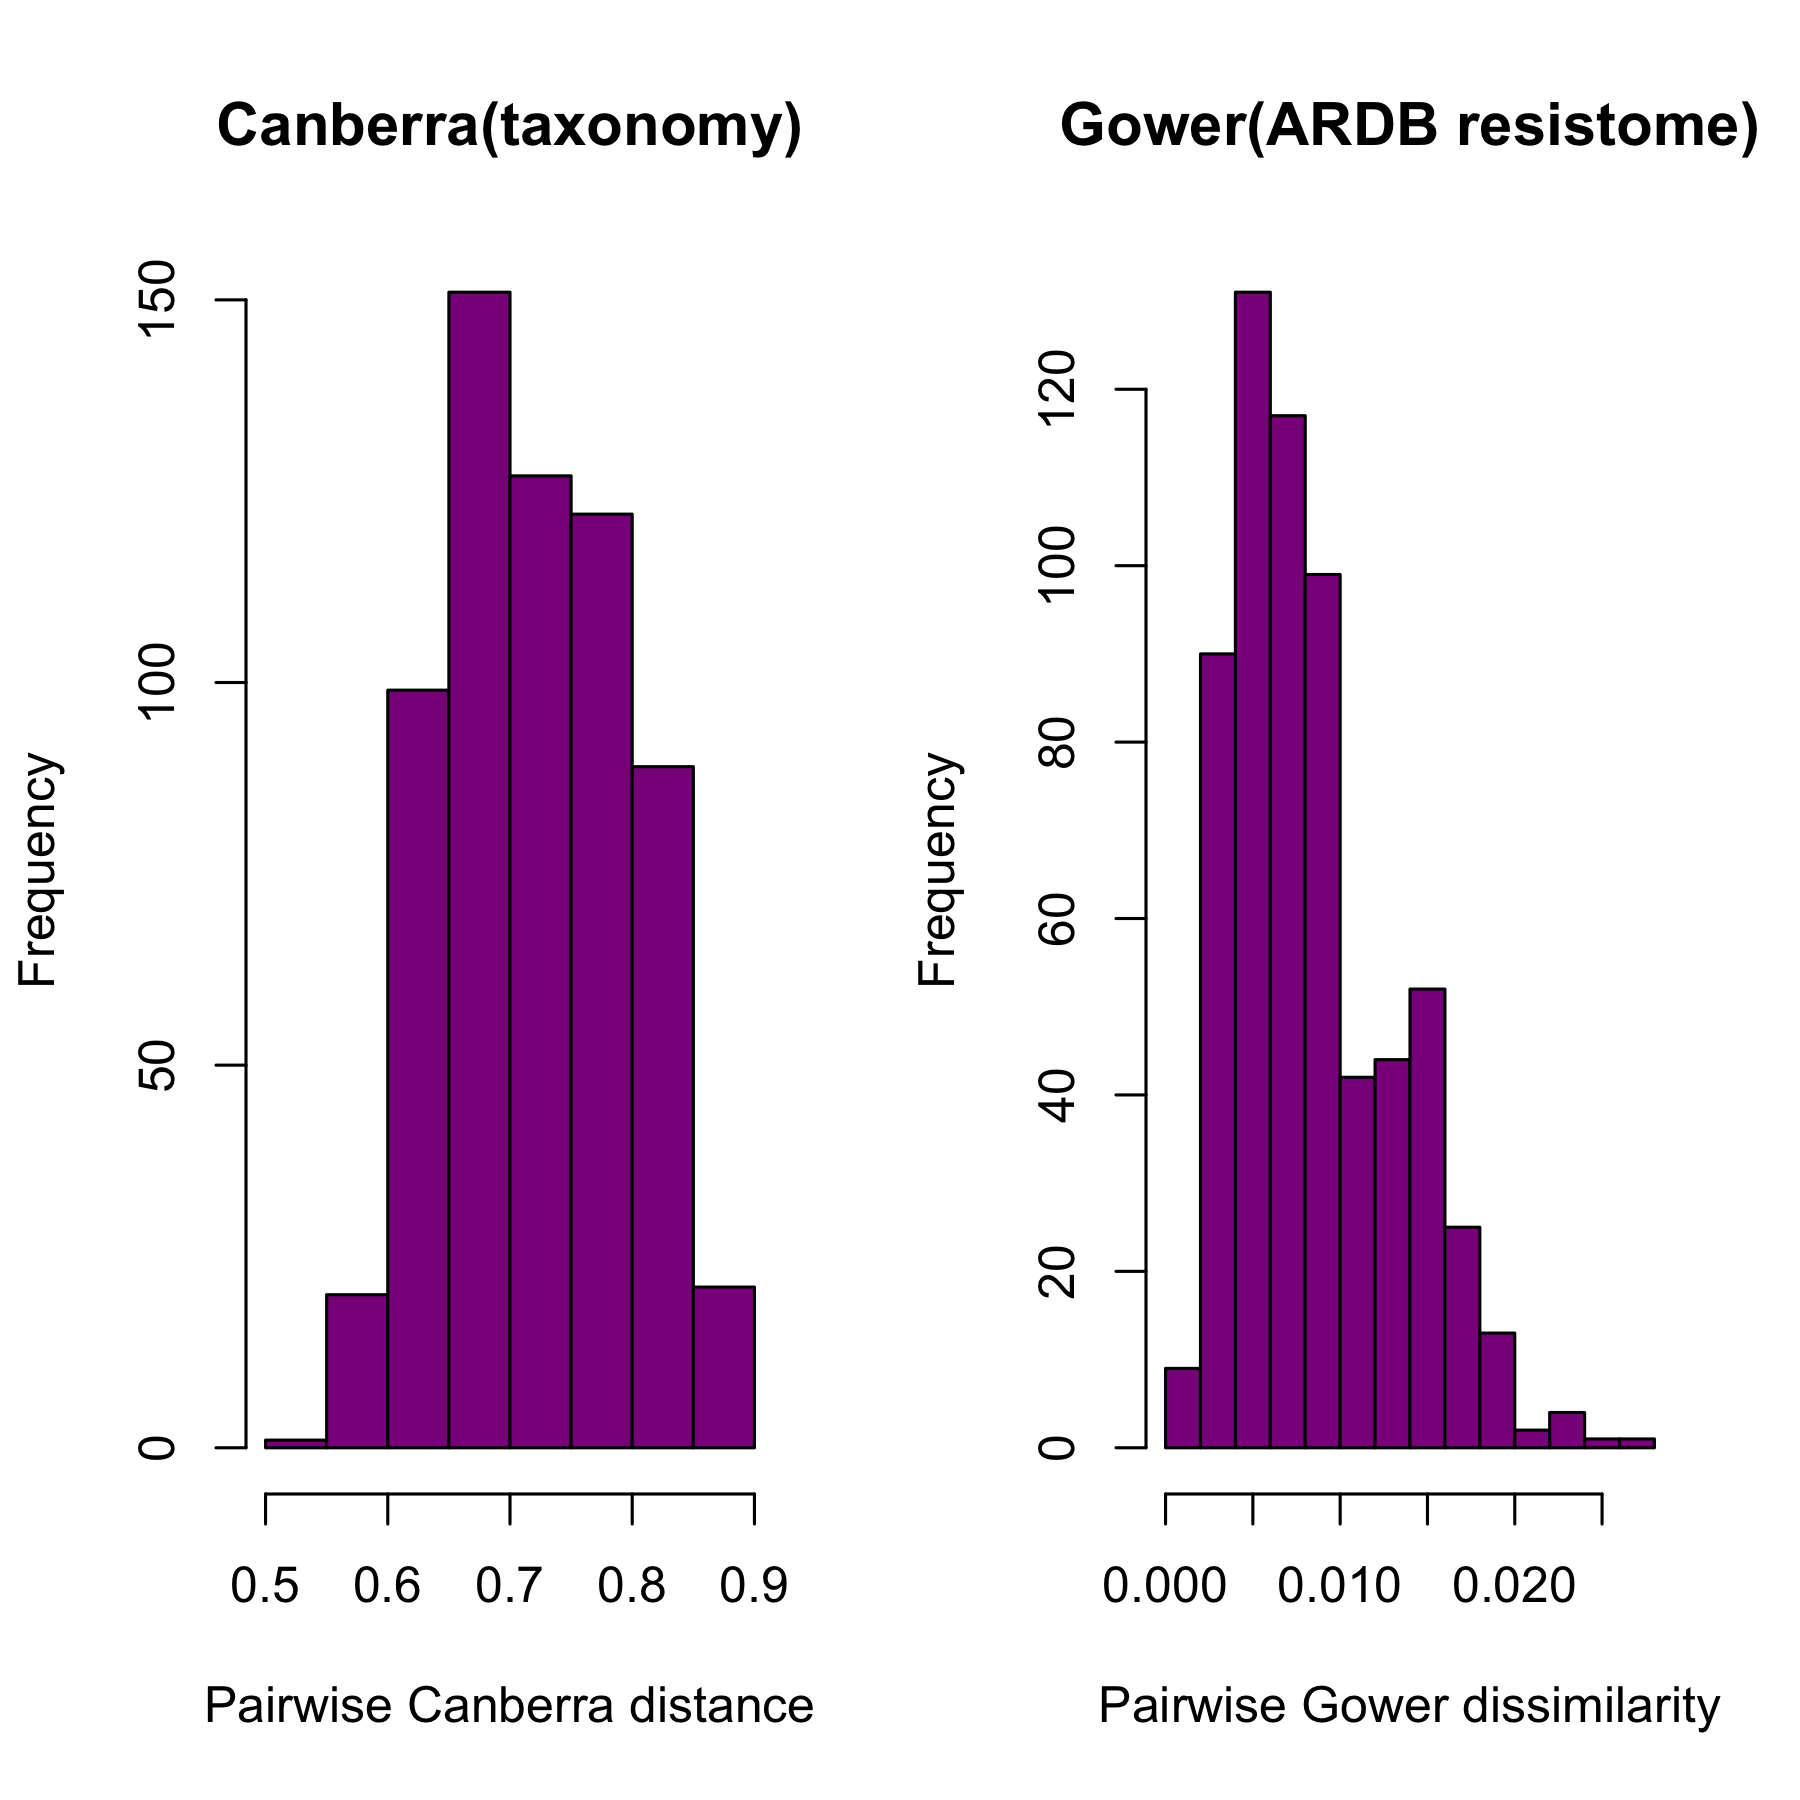 Canberra(taxonomy)
Frequency
0
50
100
150
0.5 0.6 0.7 0.8 0.9
Pairwise Canberra distance
Gower(ARDB resistome)
Frequency
0
20
40
60
80
100
120
0.000 0.010 0.020
Pairwise Gower dissimilarity